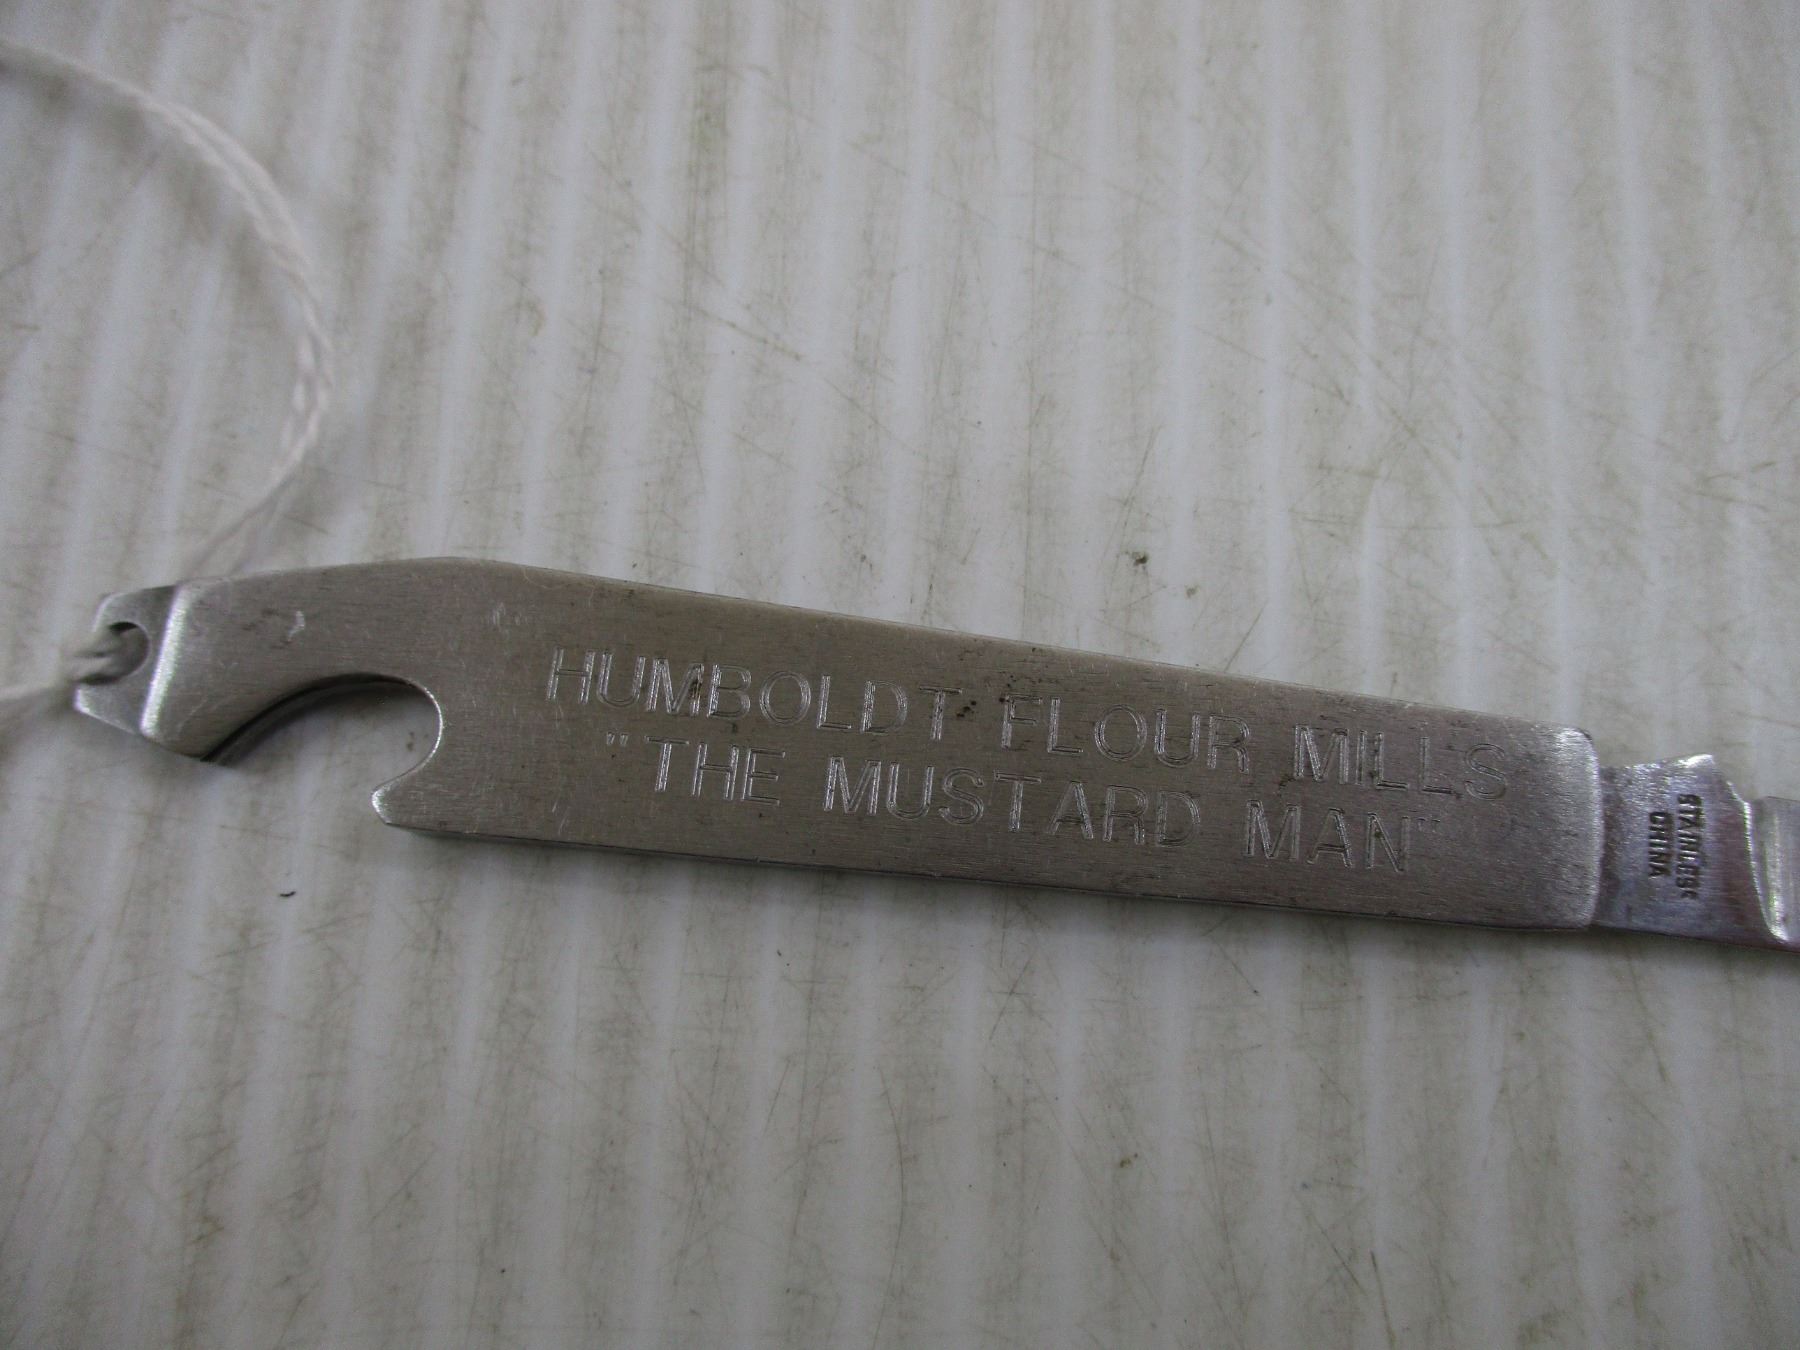 HUMBOLDT FLOUR MILLS
"THE MUSTARD MAN"
STAINLESS
CHINA